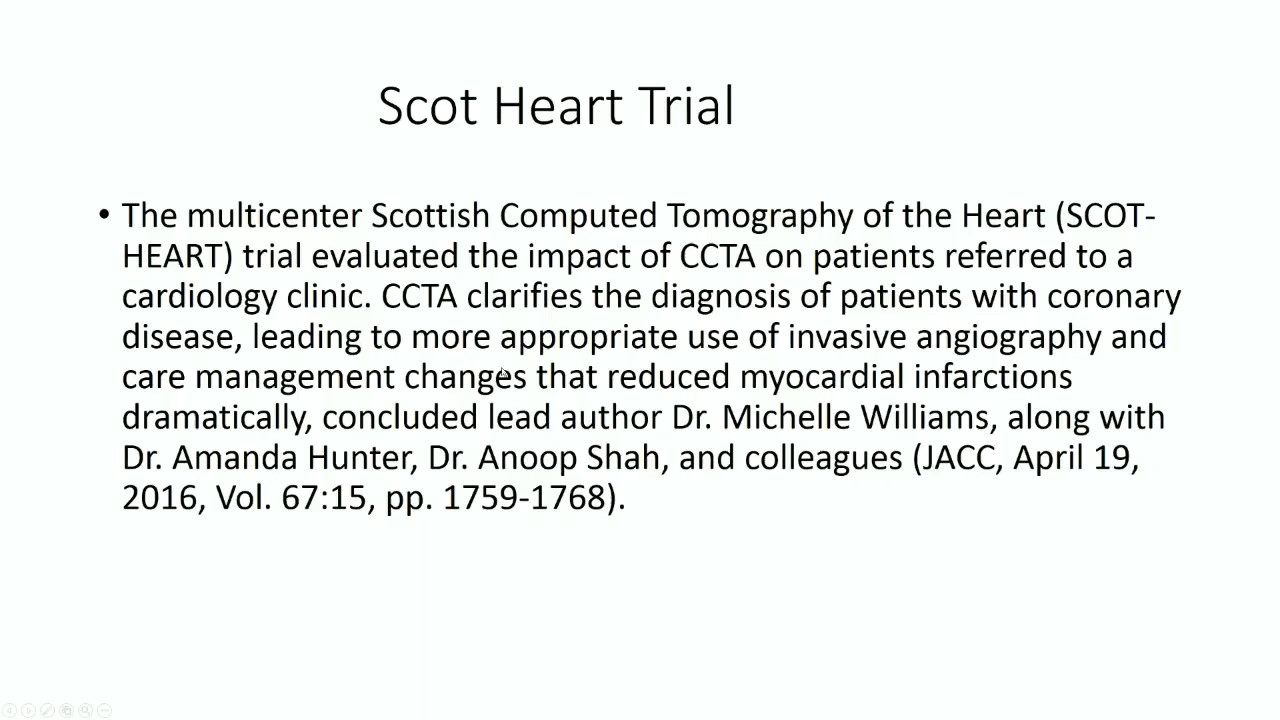 Scot Heart Trial
• The multicenter Scottish Computed Tomography of the Heart (SCOT-
HEART) trial evaluated the impact of CCTA on patients referred to a
cardiology clinic. CCTA clarifies the diagnosis of patients with coronary
disease, leading to more appropriate use of invasive angiography and
care management changes that reduced myocardial infarctions
dramatically, concluded lead author Dr. Michelle Williams, along with
Dr. Amanda Hunter, Dr. Anoop Shah, and colleagues (JACC, April 19,
2016, Vol. 67:15, pp. 1759-1768).